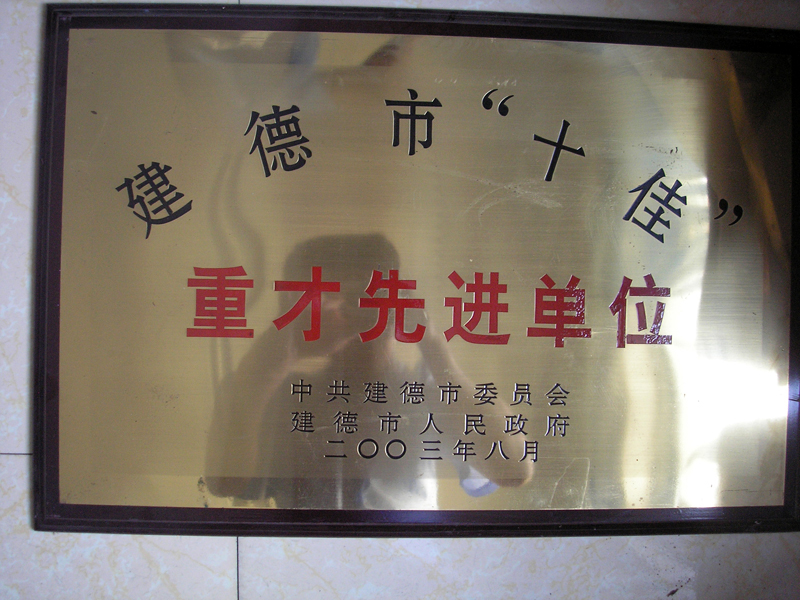 建德市“十佳”
重才先进单位
中共建德市委员会
建德市人民政府
二〇〇三年八月